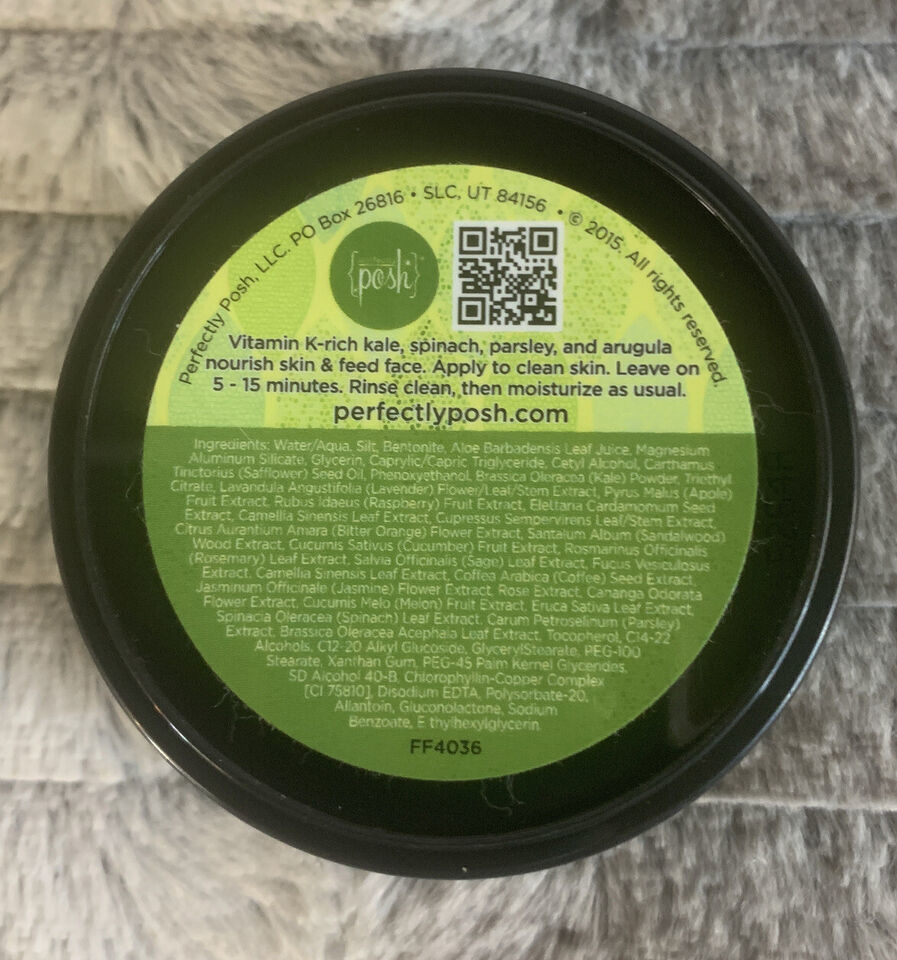 Perfectly Posh, LLC. PO Box 26816 • SLC, UT 84156 • © 2015. All rights reserved.
{posh}
Vitamin K-rich kale, spinach, parsley, and arugula
nourish skin & feed face. Apply to clean skin. Leave on
5 - 15 minutes. Rinse clean, then moisturize as usual.
perfectlyposh.com
Ingredients: Water/Aqua, Silt, Bentonite, Aloe Barbadensis Leaf Juice, Magnesium
Aluminum Silicate, Glycerin, Caprylic/Capric Triglyceride, Cetyl Alcohol, Carthamus
Tinctorius (Safflower) Seed Oil, Phenoxyethanol, Brassica Oleracea (Kale) Powder, Triethyl
Citrate, Lavandula Angustifolia (Lavender) Flower/Leaf/Stem Extract, Pyrus Malus (Apple)
Fruit Extract, Rubus Idaeus (Raspberry) Fruit Extract, Elettaria Cardamomum Seed
Extract, Camellia Sinensis Leaf Extract, Cupressus Sempervirens Leaf/Stem Extract,
Citrus Aurantium Amara (Bitter Orange) Flower Extract, Santalum Album (Sandalwood)
Wood Extract, Cucumis Sativus (Cucumber) Fruit Extract, Rosmarinus Officinalis
(Rosemary) Leaf Extract, Salvia Officinalis (Sage) Leaf Extract, Fucus Vesiculosus
Extract, Camellia Sinensis Leaf Extract, Coffea Arabica (Coffee) Seed Extract,
Jasminum Officinale (Jasmine) Flower Extract, Rose Extract, Cananga Odorata
Flower Extract, Cucumis Melo (Melon) Fruit Extract, Eruca Sativa Leaf Extract,
Spinacia Oleracea (Spinach) Leaf Extract, Carum Petroselinum (Parsley)
Extract, Brassica Oleracea Acephala Leaf Extract, Tocopherol, C14-22
Alcohols, C12-20 Alkyl Glucoside, GlycerylStearate, PEG-100
Stearate, Xanthan Gum, PEG-45 Palm Kernel Glycerides,
SD Alcohol 40-B, Chlorophyllin-Copper Complex
[CI 75810], Disodium EDTA, Polysorbate-20,
Allantoin, Gluconolactone, Sodium
Benzoate, E thylhexylglycerin.
FF4036